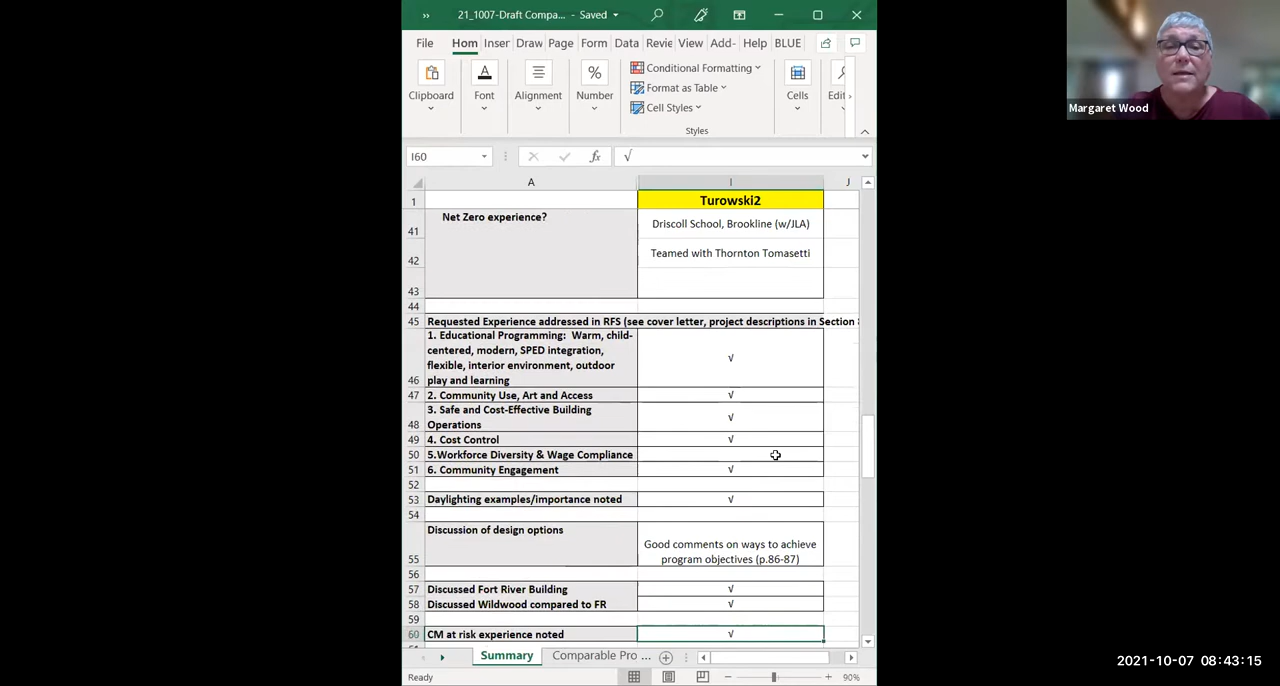 21_1007-Draft Compa... - Saved
File Hom Inser Draw Page Form Data Revie View Add- Help BLUE
Clipboard
Font
Alignment
Number
Conditional Formatting
Format as Table
Cell Styles
Styles
Cells
Edit
I60
fx
√
A I J
1 Turowski2
41 Net Zero experience? Driscoll School, Brookline (w/JLA)
42 Teamed with Thornton Tomasetti
43
44
45 Requested Experience addressed in RFS (see cover letter, project descriptions in Section 8
1. Educational Programming: Warm, child-
centered, modern, SPED integration,
flexible, interior environment, outdoor
46 play and learning √
47 2. Community Use, Art and Access √
3. Safe and Cost-Effective Building
48 Operations √
49 4. Cost Control √
50 5.Workforce Diversity & Wage Compliance
51 6. Community Engagement √
52
53 Daylighting examples/importance noted √
54
Discussion of design options
Good comments on ways to achieve
55 program objectives (p.86-87)
56
57 Discussed Fort River Building √
58 Discussed Wildwood compared to FR √
59
60 CM at risk experience noted √
Summary Comparable Pro ...
Ready 90%
Margaret Wood
2021-10-07 08:43:15